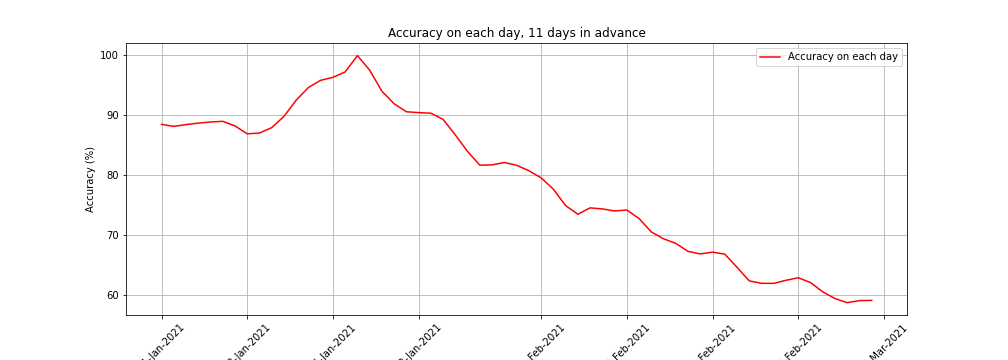 Accuracy on each day, 11 days in advance
Accuracy on each day
Accuracy (%)
100
90
80
70
60
-Jan-2021
-Jan-2021
-Jan-2021
-Jan-2021
Feb-2021
-Feb-2021
-Feb-2021
-Feb-2021
Mar-2021